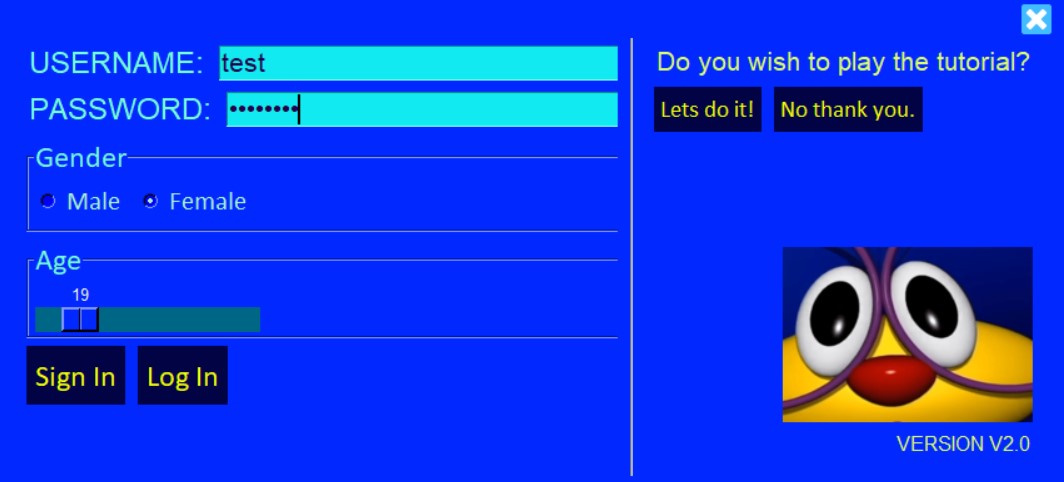 USERNAME: test
PASSWORD: ••••••••
Gender
Male Female
Age
19
Sign In Log In
Do you wish to play the tutorial?
Lets do it! No thank you.
VERSION V2.0